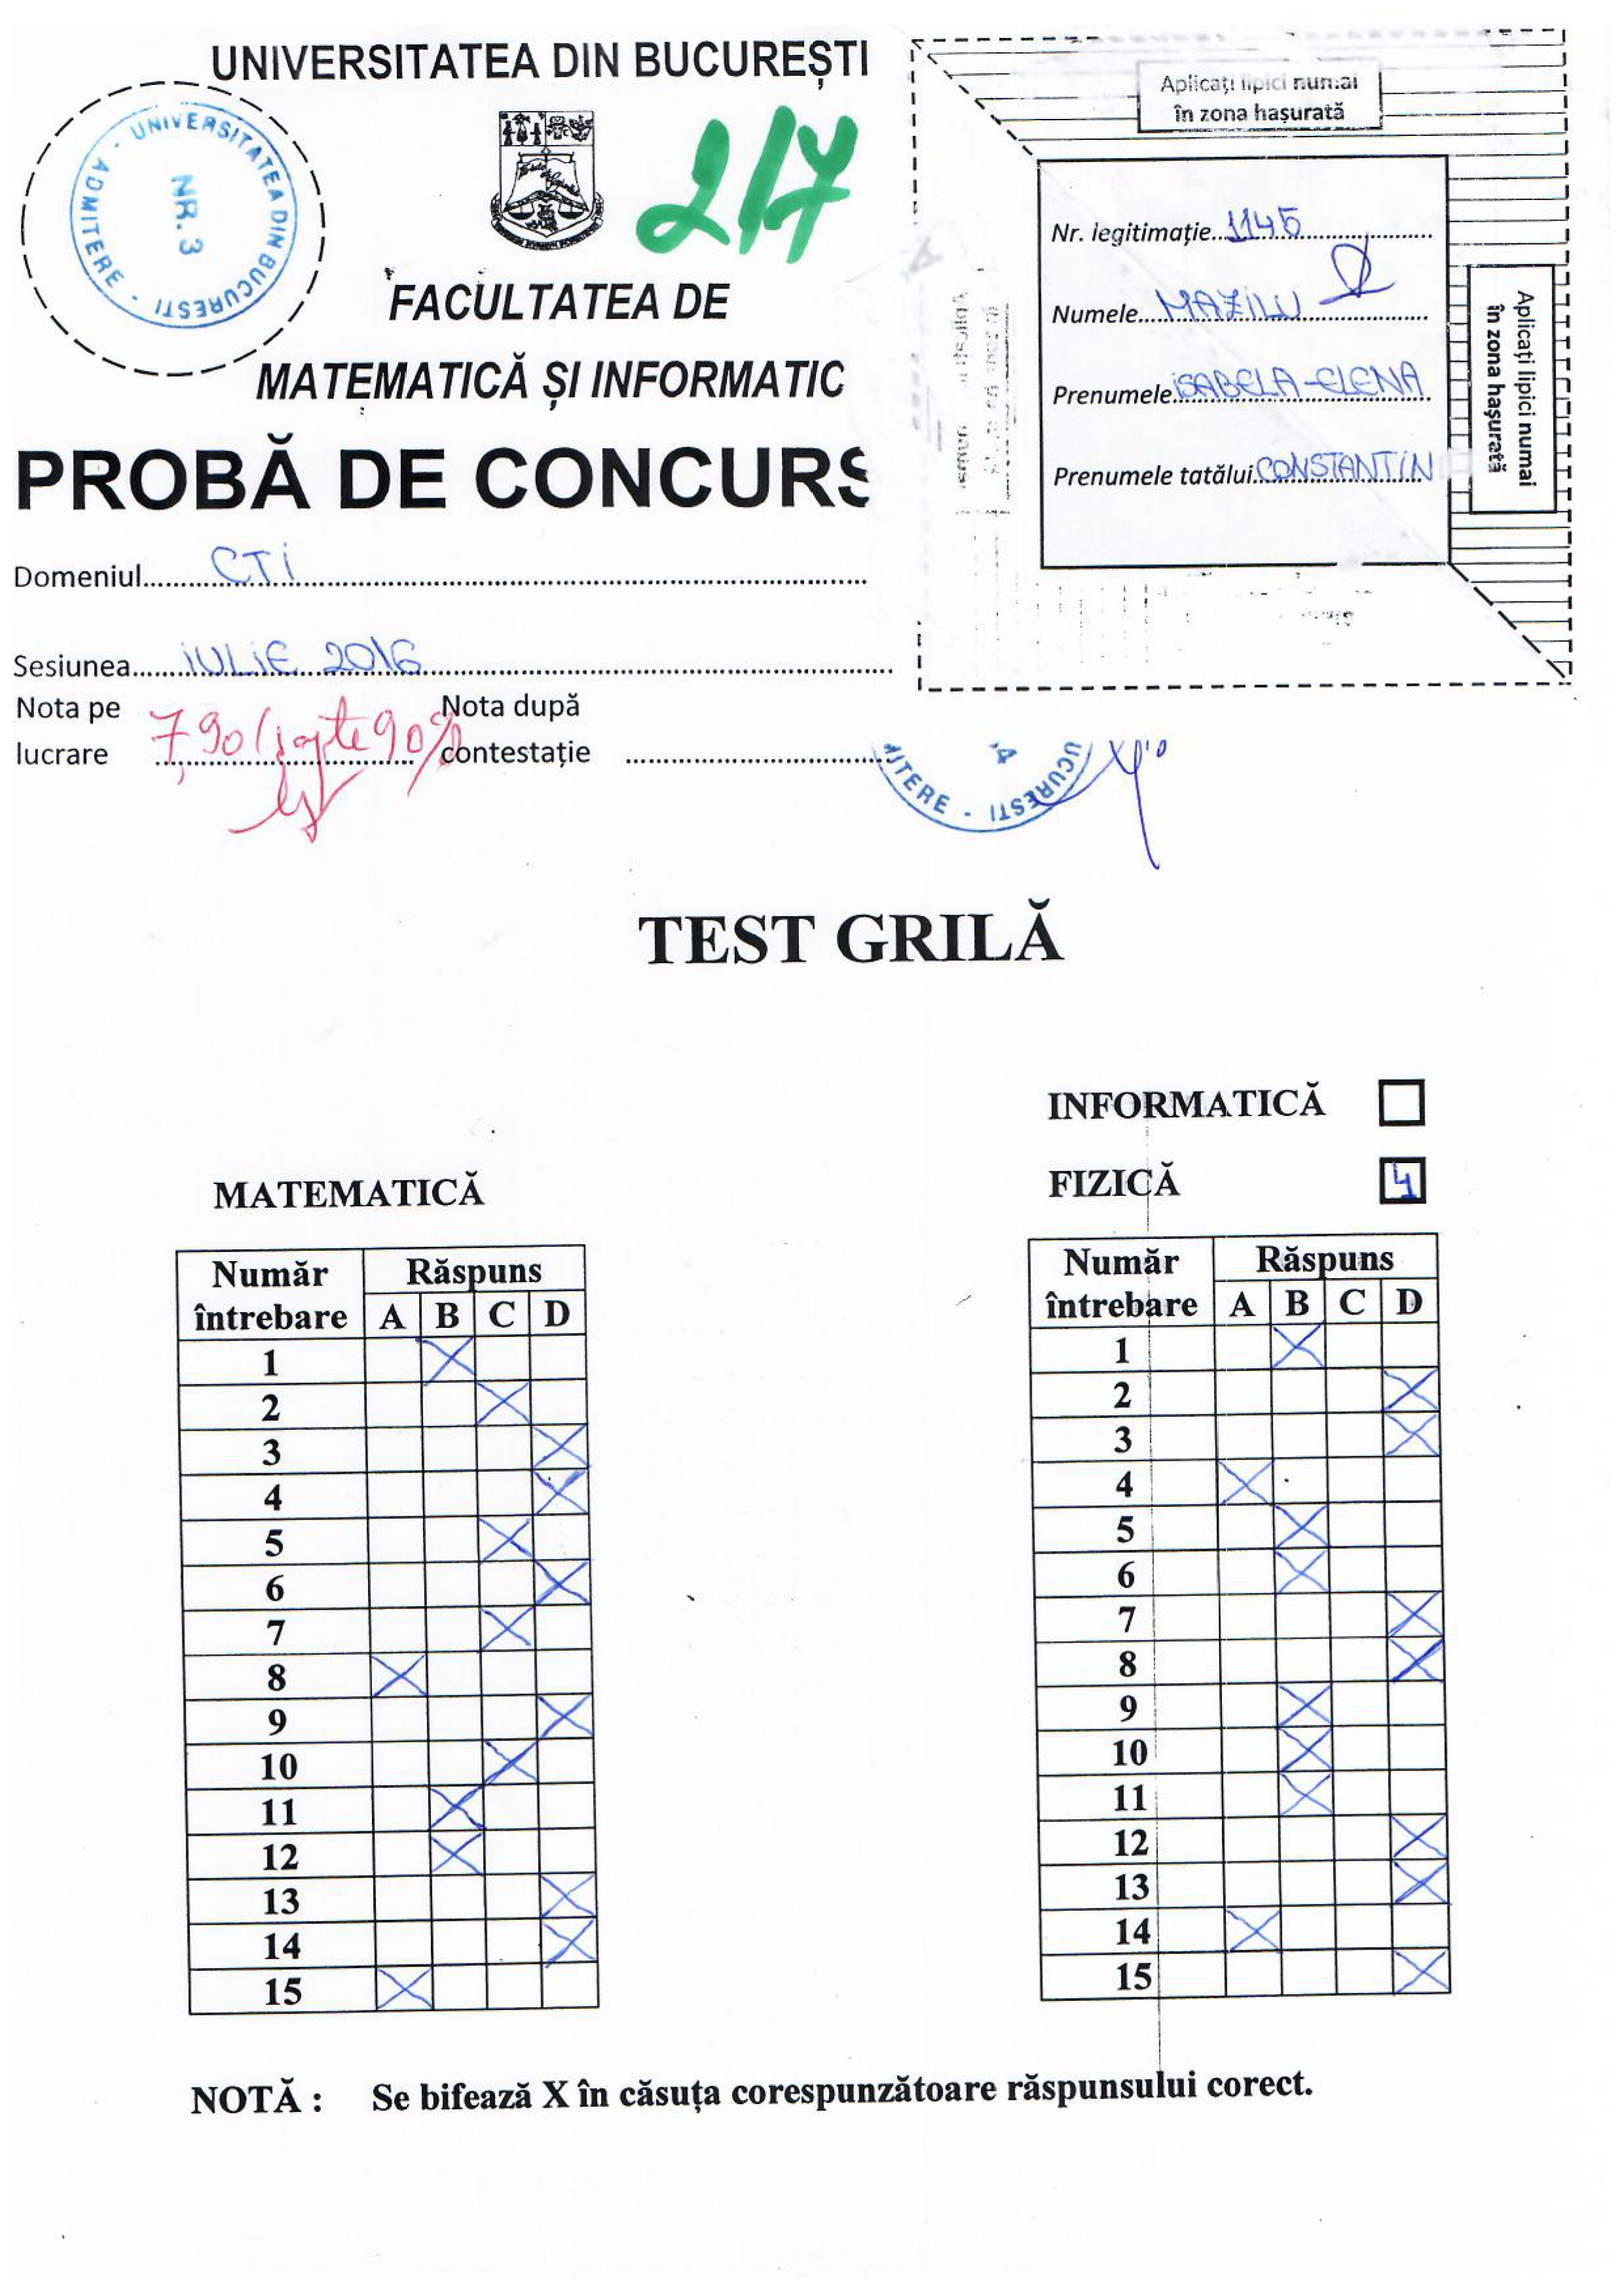 UNIVERSITATEA DIN BUCUREȘTI
UNIVERSITATEA DIN BUCURESTI - ADMITERE -
NR. 3
217
FACULTATEA DE
MATEMATICĂ ȘI INFORMATIC
PROBĂ DE CONCURS
Domeniul CTI
Sesiunea IULIE 2016
Nota pe lucrare 7,90 (șapte 90%)
Nota după contestație
Aplicați lipici numai
în zona hașurată
Nr. legitimație 1145
Numele MAZILU
Prenumele ISABELA-ELENA
Prenumele tatălui CONSTANTIN
Aplicați lipici numai
în zona hașurată
UCURESTI - MITERE
TEST GRILĂ
INFORMATICĂ
FIZICĂ 4
MATEMATICĂ
Număr întrebare Răspuns
A B C D
1 X
2 X
3 X
4 X
5 X
6 X
7 X
8 X
9 X
10 X
11 X
12 X
13 X
14 X
15 X
Număr întrebare Răspuns
A B C D
1 X
2 X
3 X
4 X
5 X
6 X
7 X
8 X
9 X
10 X
11 X
12 X
13 X
14 X
15 X
NOTĂ : Se bifează X în căsuța corespunzătoare răspunsului corect.